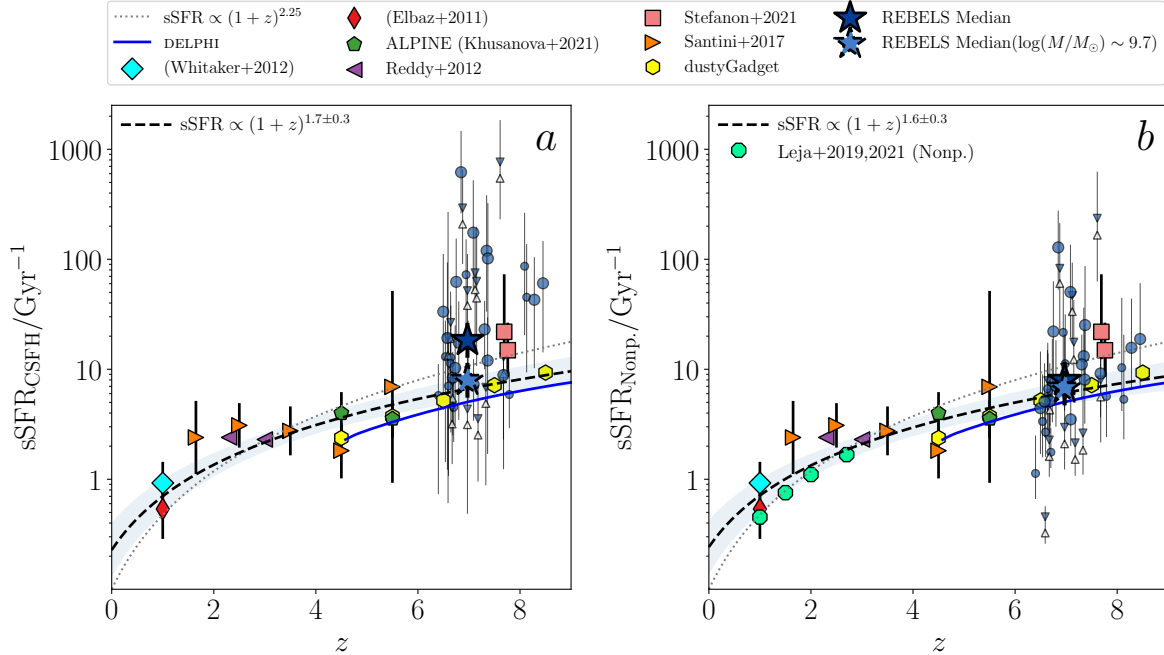 sSFR ∝ (1 + z)^2.25
DELPHI
(Whitaker+2012)
(Elbaz+2011)
ALPINE (Khusanova+2021)
Reddy+2012
Stefanon+2021
Santini+2017
dustyGadget
REBELS Median
REBELS Median(log(M/M⊙) ∼ 9.7)
sSFR ∝ (1 + z)^1.7±0.3
a
1000
100
10
1
sSFR_CSFH/Gyr⁻¹
0 2 4 6 8
z
sSFR ∝ (1 + z)^1.6±0.3
Leja+2019,2021 (Nonp.)
b
1000
100
10
1
sSFR_Nonp./Gyr⁻¹
0 2 4 6 8
z